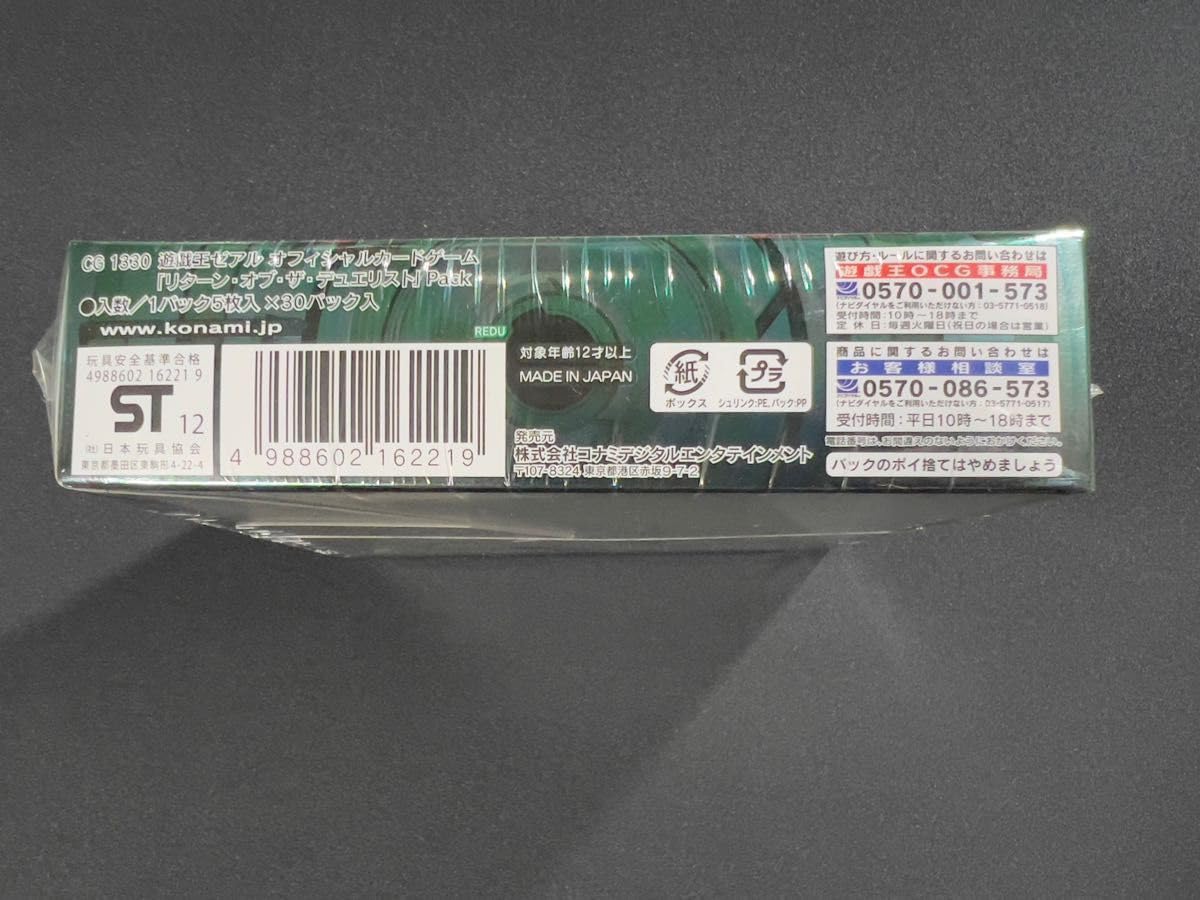 CG 1330 遊戯王ゼアル オフィシャルカードゲーム
「リターン・オブ・ザ・デュエリスト」Pack
●入数/1パック5枚入×30パック入
www.konami.jp
REDU
玩具安全基準合格
4988602 16221 9
ST 12
(社)日本玩具協会
東京都墨田区東駒形4-22-4
4 988602 162219
対象年齢12才以上
MADE IN JAPAN
紙
ボックス
プラ
シュリンク:PE、パック:PP
発売元
株式会社コナミデジタルエンタテインメント
〒107-8324 東京都港区赤坂9-7-2
遊び方・ルールに関するお問い合わせは
遊戯王OCG事務局
0570-001-573
(ナビダイヤルをご利用いただけない方:03-5771-0518)
受付時間:10時〜18時まで
定休日:毎週火曜日(祝日の場合は営業)
商品に関するお問い合わせは
お客様相談室
0570-086-573
(ナビダイヤルをご利用いただけない方:03-5771-0517)
受付時間:平日10時〜18時まで
電話番号は、お間違えのないようにおかけください。
パックのポイ捨てはやめましょう